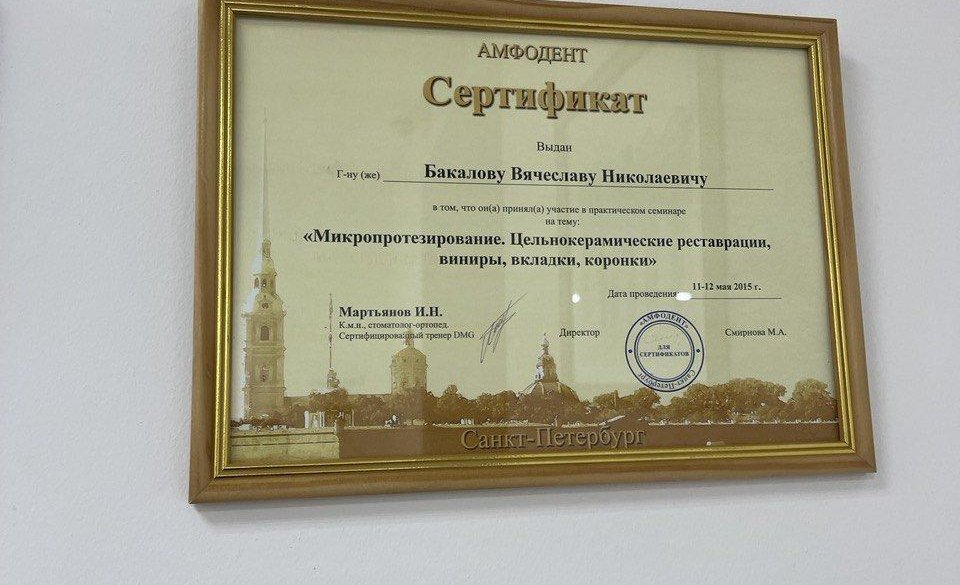 АМФОДЕНТ
Сертификат
Выдан
Г-ну (же) Бакалову Вячеславу Николаевичу
в том, что он(а) принял(а) участие в практическом семинаре
на тему:
«Микропротезирование. Цельнокерамические реставрации,
виниры, вкладки, коронки»
Дата проведения 11-12 мая 2015 г.
Мартьянов И.Н.
К.м.н., стоматолог-ортопед.
Сертифицированный тренер DMG
Директор
«АМФОДЕНТ»
ДЛЯ
СЕРТИФИКАТОВ
Санкт-Петербург
Смирнова М.А.
Санкт-Петербург